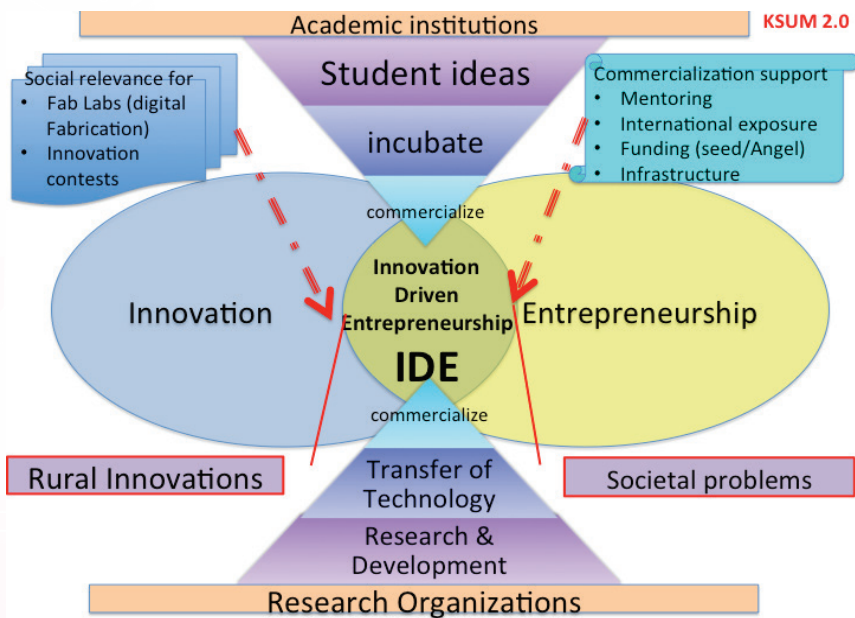 Academic institutions
KSUM 2.0
Social relevance for
• Fab Labs (digital
Fabrication)
• Innovation
contests
Student ideas
Commercialization support
• Mentoring
• International exposure
• Funding (seed/Angel)
• Infrastructure
incubate
commercialize
Innovation
Innovation
Driven
Entrepreneurship
IDE
Entrepreneurship
commercialize
Rural Innovations
Transfer of
Technology
Societal problems
Research &
Development
Research Organizations